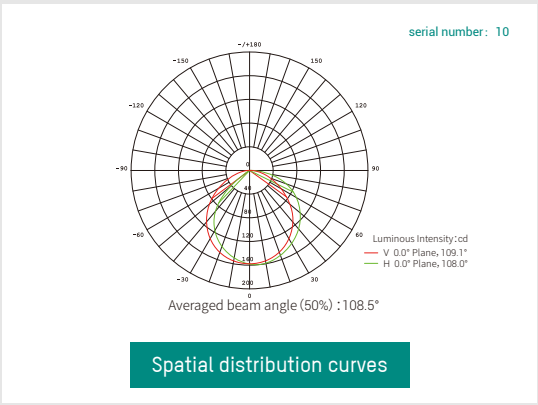 serial number: 10
-/+180
-150 150
-120 120
-90 90
0
40
80
-60 60
120
Luminous Intensity:cd
V 0.0° Plane, 109.1°
160
H 0.0° Plane, 108.0°
-30 30
200
0
Averaged beam angle (50%) :108.5°
Spatial distribution curves